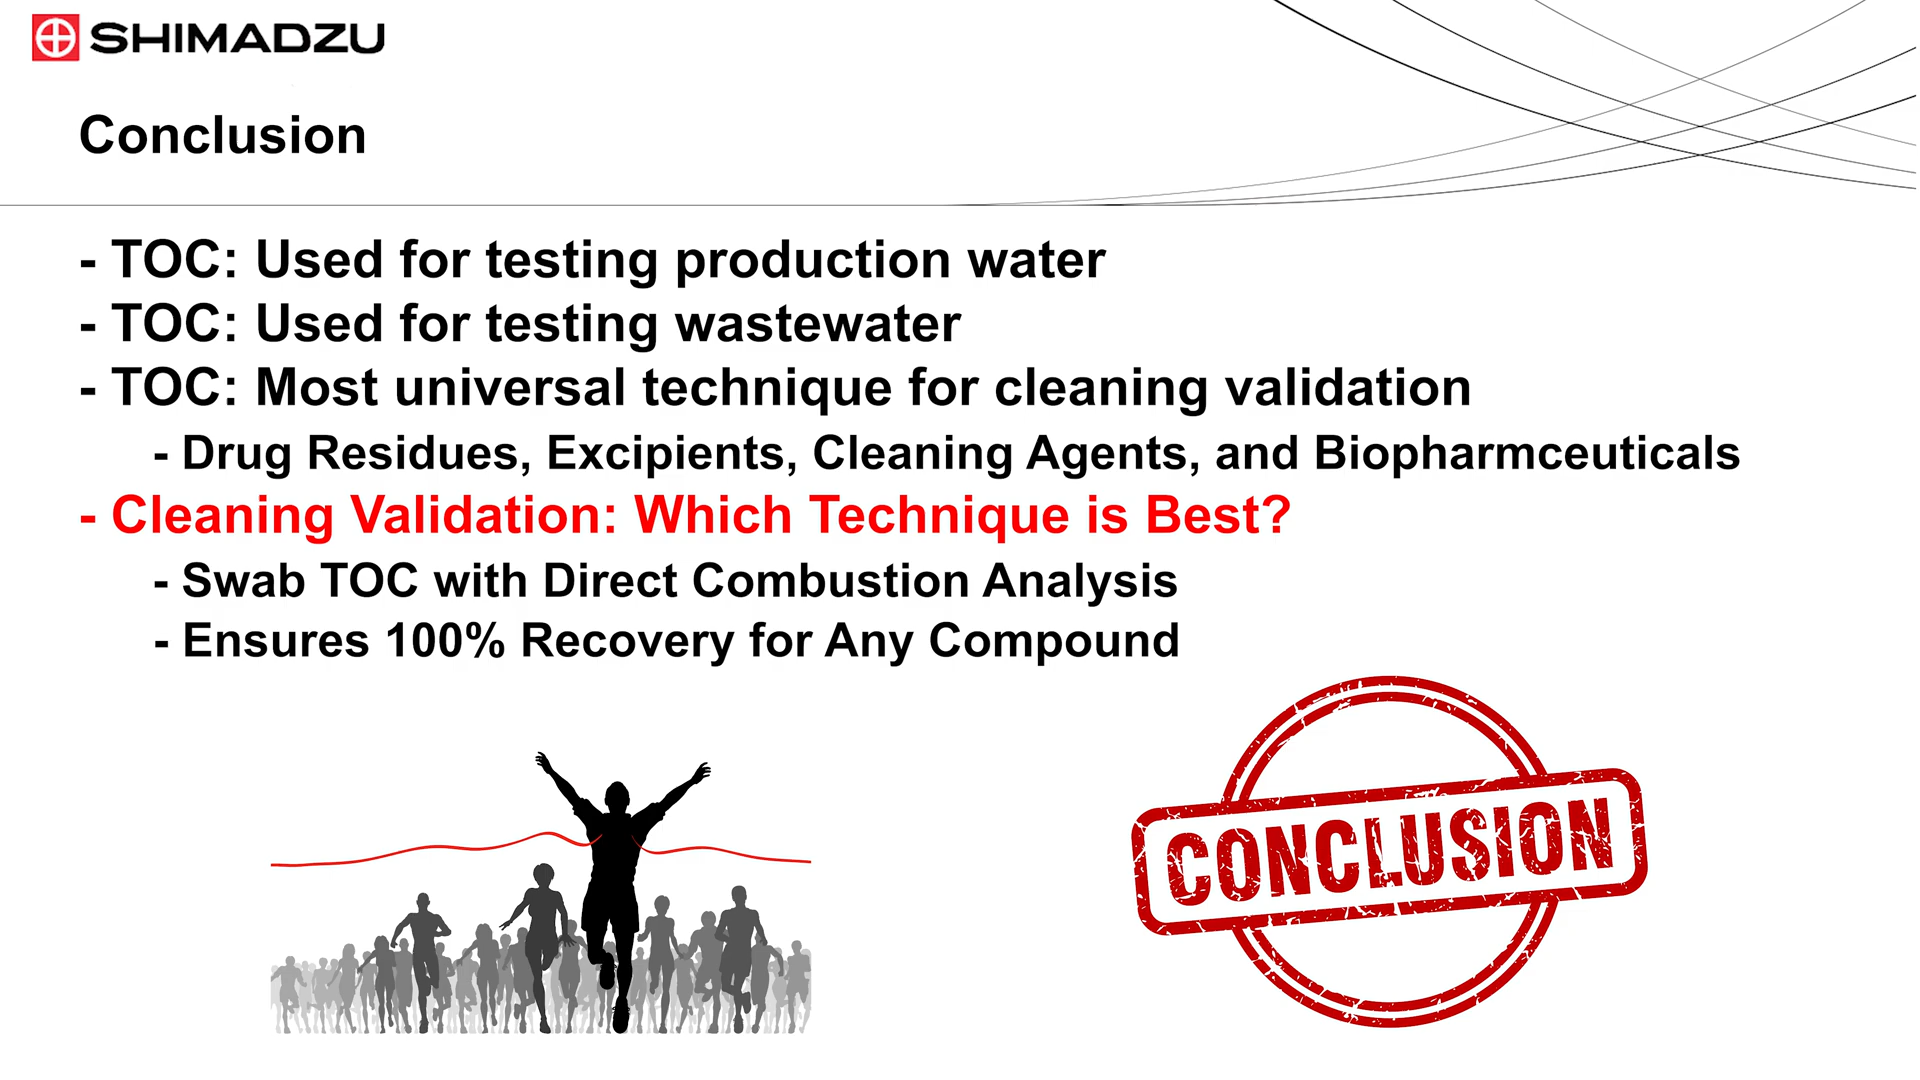 SHIMADZU
Conclusion
- TOC: Used for testing production water
- TOC: Used for testing wastewater
- TOC: Most universal technique for cleaning validation
- Drug Residues, Excipients, Cleaning Agents, and Biopharmceuticals
- Cleaning Validation: Which Technique is Best?
- Swab TOC with Direct Combustion Analysis
- Ensures 100% Recovery for Any Compound
CONCLUSION